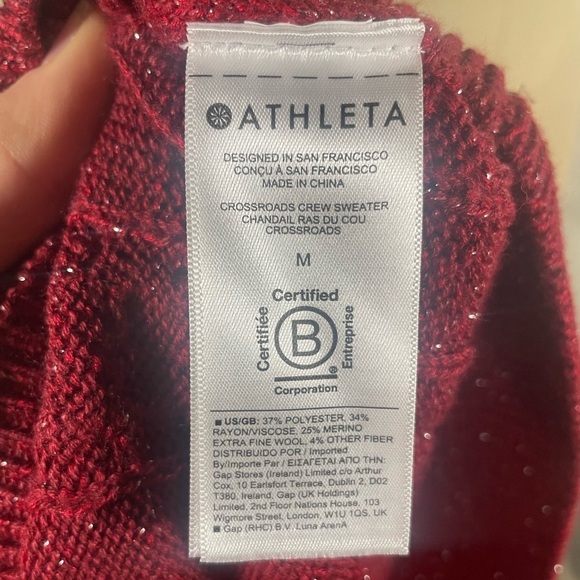 ATHLETA
DESIGNED IN SAN FRANCISCO
CONÇU À SAN FRANCISCO
MADE IN CHINA
CROSSROADS CREW SWEATER
CHANDAIL RAS DU COU
CROSSROADS
M
Certified
Certifiée
B
Entreprise
®
Corporation
■ US/GB: 37% POLYESTER, 34%
RAYON/VISCOSE, 25% MERINO
EXTRA FINE WOOL, 4% OTHER FIBER
DISTRIBUIDO POR / Imported
By/Importe Par / ΕΙΣΑΓΕΤΑΙ ΑΠΟ ΤΗΝ:
Gap Stores (Ireland) Limited c/o Arthur
Cox, 10 Earlsfort Terrace, Dublin 2, D02
T380, Ireland, Gap (UK Holdings)
Limited, 2nd Floor Nations House, 103
Wigmore Street, London, W1U 1QS, UK
■ Gap (RHC) B.V. Luna ArenA